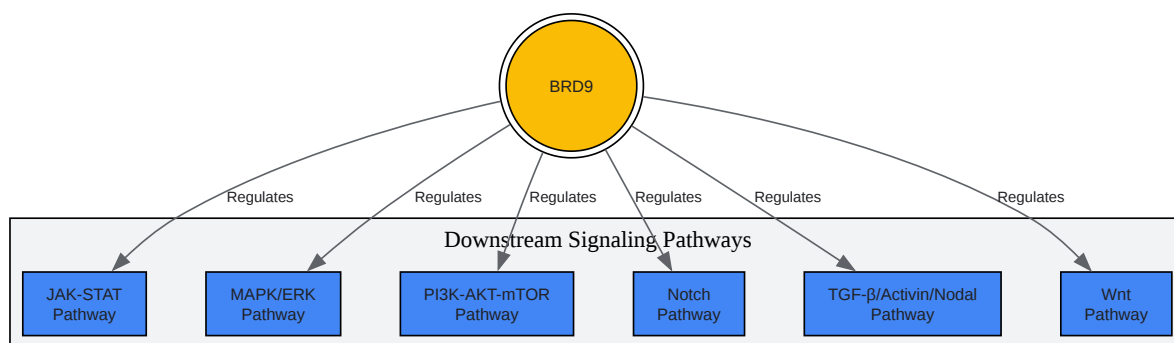 BRD9
Regulates
Regulates
Regulates
Regulates
Regulates
Regulates
Downstream Signaling Pathways
JAK-STAT
Pathway
MAPK/ERK
Pathway
PI3K-AKT-mTOR
Pathway
Notch
Pathway
TGF-β/Activin/Nodal
Pathway
Wnt
Pathway